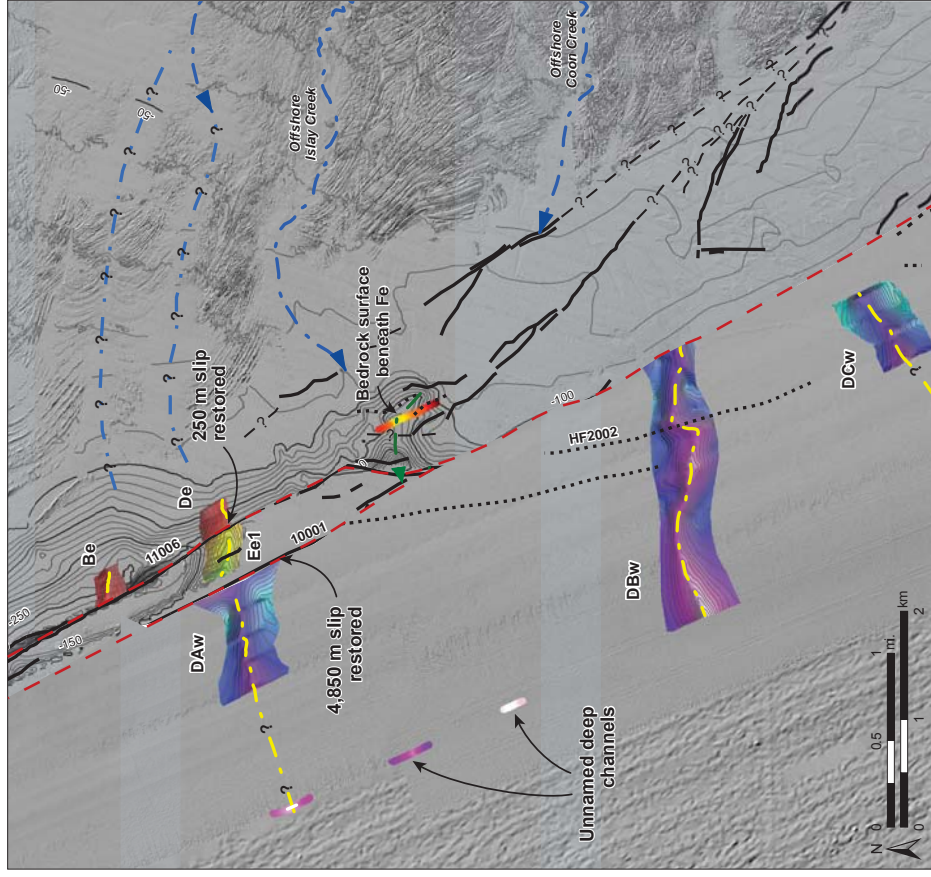 -50
-50
?
?
?
?
?
?
?
?
?
Offshore
Islay Creek
Offshore
Coon Creek
250 m slip
restored
Bedrock surface
beneath Fe
De
Be
11006
Ee1
10001
-250
-150
DAw
4,850 m slip
restored
?
?
?
?
?
?
?
?
?
?
?
?
-100
HF2002
DBw
DCw
?
Unnamed deep
channels
N
0
0.5
1
mi.
0
1
2
km